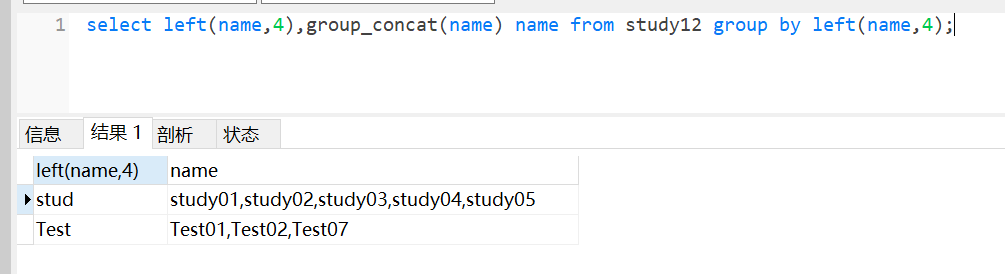 1 select left(name,4),group_concat(name) name from study12 group by left(name,4);
信息 结果 1 剖析 状态
left(name,4) name
stud study01,study02,study03,study04,study05
Test Test01,Test02,Test07